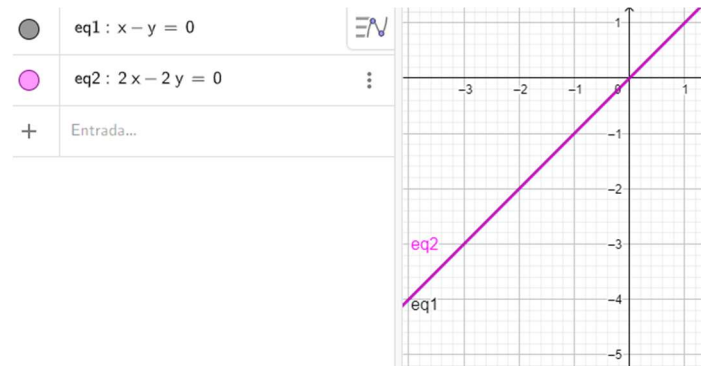 eq1 : x − y = 0
eq2 : 2 x − 2 y = 0
Entrada...
1
−3 −2 −1 0 1
−1
−2
eq2 −3
−4
eq1
−5